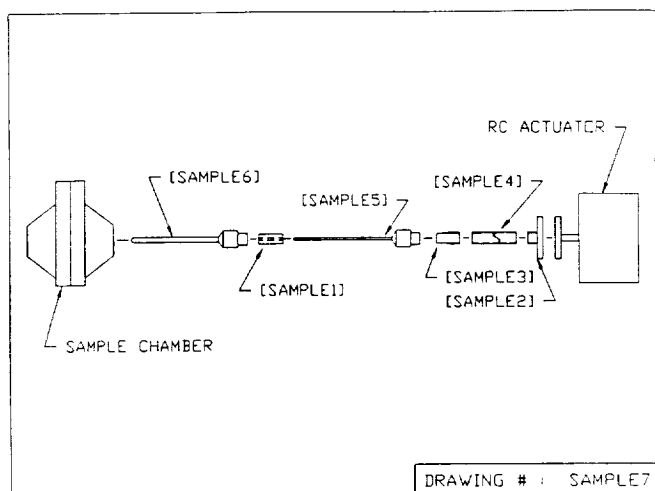 RC ACTUATER
[SAMPLE6]
[SAMPLE4]
[SAMPLE5]
[SAMPLE1]
[SAMPLE3]
[SAMPLE2]
SAMPLE CHAMBER
DRAWING # : SAMPLE7